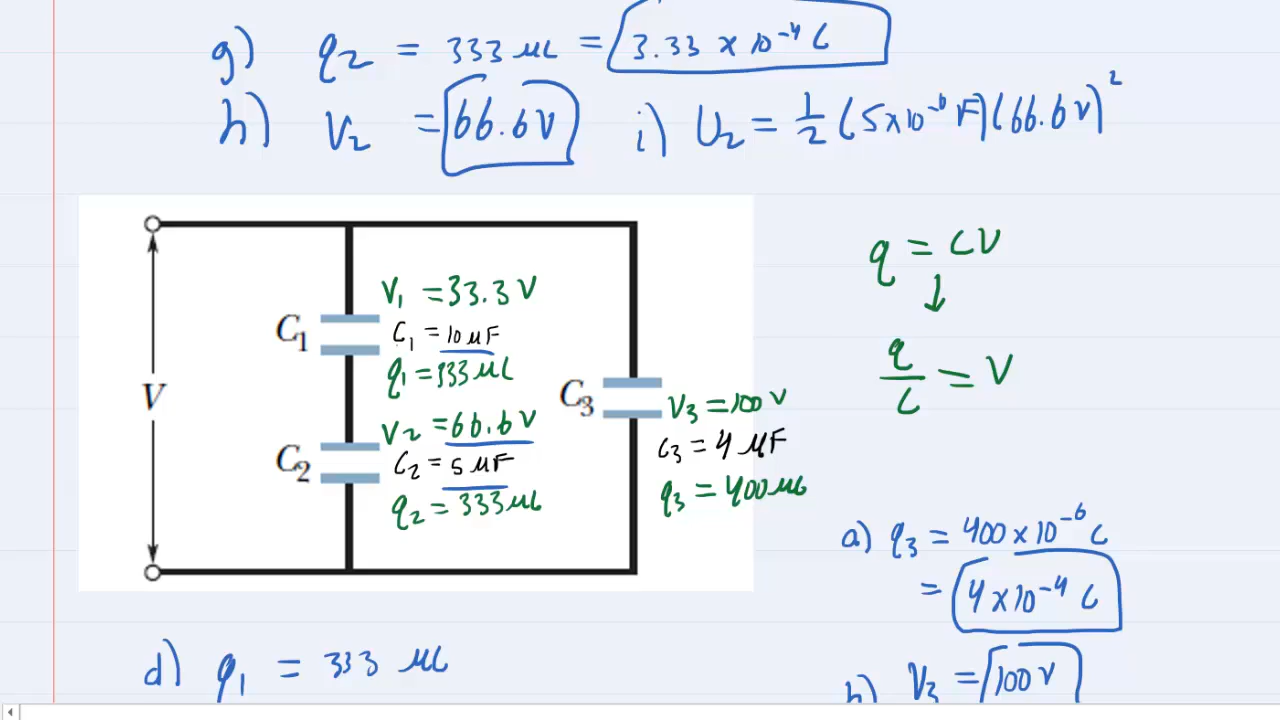 g) q2 = 333 μC = 3.33 x 10^-4 C
h) V2 = 66.6V i) U2 = 1/2 (5x10^-6 F)(66.6 V)^2
q = CV
↓
q/C = V
V
C1
V1 = 33.3 V
C1 = 10 μF
q1 = 333 μC
C2
V2 = 66.6 V
C2 = 5 μF
q2 = 333 μC
C3
V3 = 100 V
C3 = 4 μF
q3 = 400 μC
a) q3 = 400 x 10^-6 C
= 4 x 10^-4 C
b) V3 = 100 V
d) q1 = 333 μC